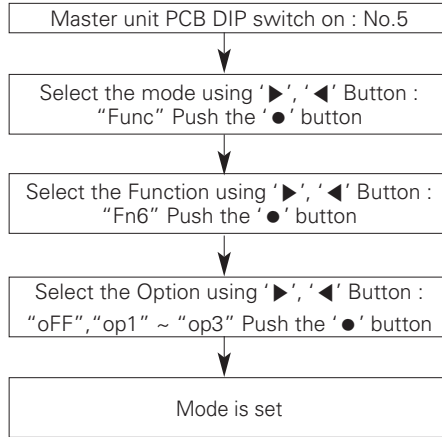 Master unit PCB DIP switch on : No.5
Select the mode using ‘▶’, ‘◀’ Button :
“Func” Push the ‘●’ button
Select the Function using ‘▶’, ‘◀’ Button :
“Fn6” Push the ‘●’ button
Select the Option using ‘▶’, ‘◀’ Button :
“oFF”,“op1” ~ “op3” Push the ‘●’ button
Mode is set